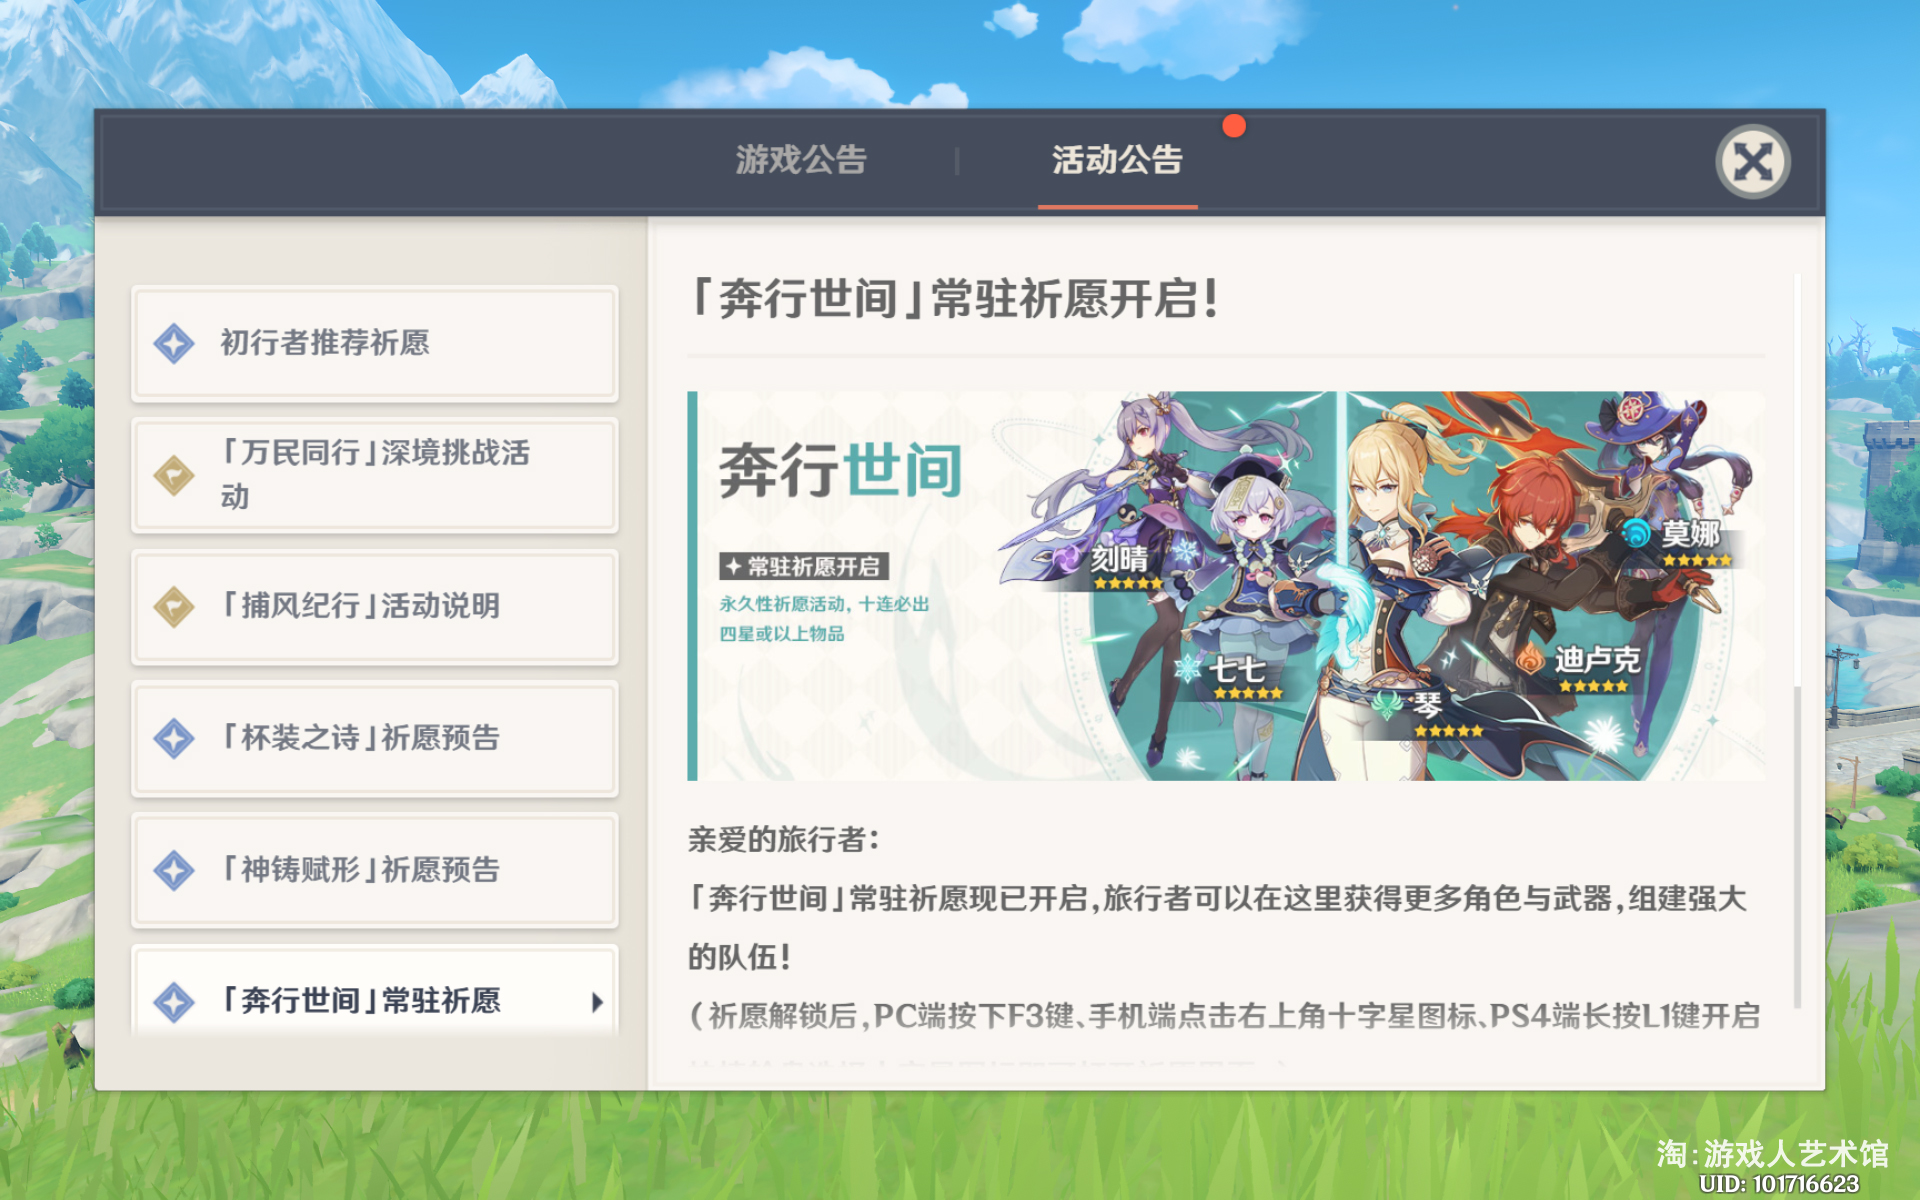 游戏公告
活动公告
初行者推荐祈愿
「万民同行」深境挑战活
动
「捕风纪行」活动说明
「杯装之诗」祈愿预告
「神铸赋形」祈愿预告
「奔行世间」常驻祈愿
「奔行世间」常驻祈愿开启!
奔行世间
常驻祈愿开启
永久性祈愿活动, 十连必出
四星或以上物品
刻晴
七七
琴
迪卢克
莫娜
亲爱的旅行者:
「奔行世间」常驻祈愿现已开启,旅行者可以在这里获得更多角色与武器,组建强大
的队伍!
(祈愿解锁后,PC端按下F3键、手机端点击右上角十字星图标、PS4端长按L1键开启
淘:游戏人艺术馆
UID: 101716623